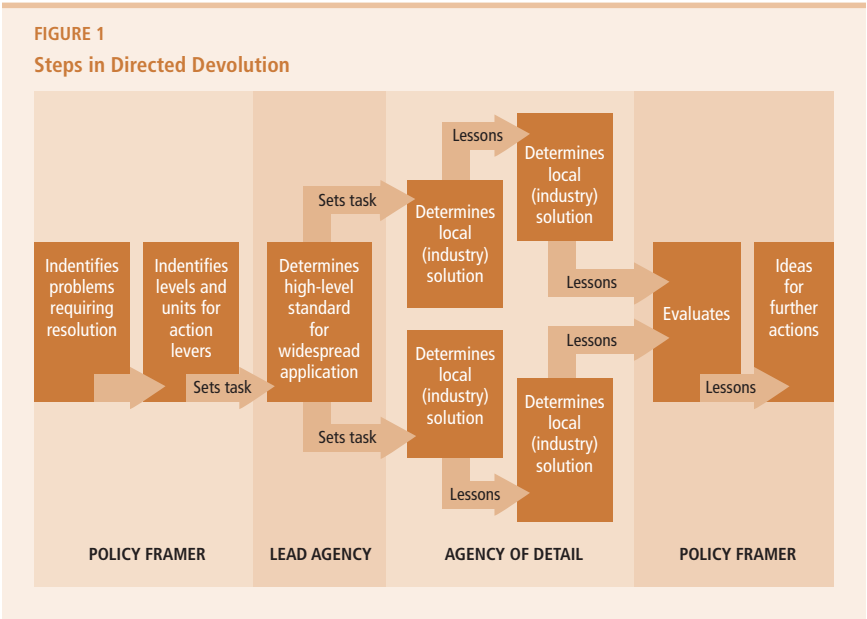 FIGURE 1
Steps in Directed Devolution
Indentifies
problems
requiring
resolution
Indentifies
levels and
units for
action
levers
Sets task
Determines
high-level
standard
for
widespread
application
Sets task
Sets task
Determines
local
(industry)
solution
Lessons
Determines
local
(industry)
solution
Lessons
Determines
local
(industry)
solution
Lessons
Determines
local
(industry)
solution
Lessons
Evaluates
Lessons
Ideas
for
further
actions
POLICY FRAMER
LEAD AGENCY
AGENCY OF DETAIL
POLICY FRAMER